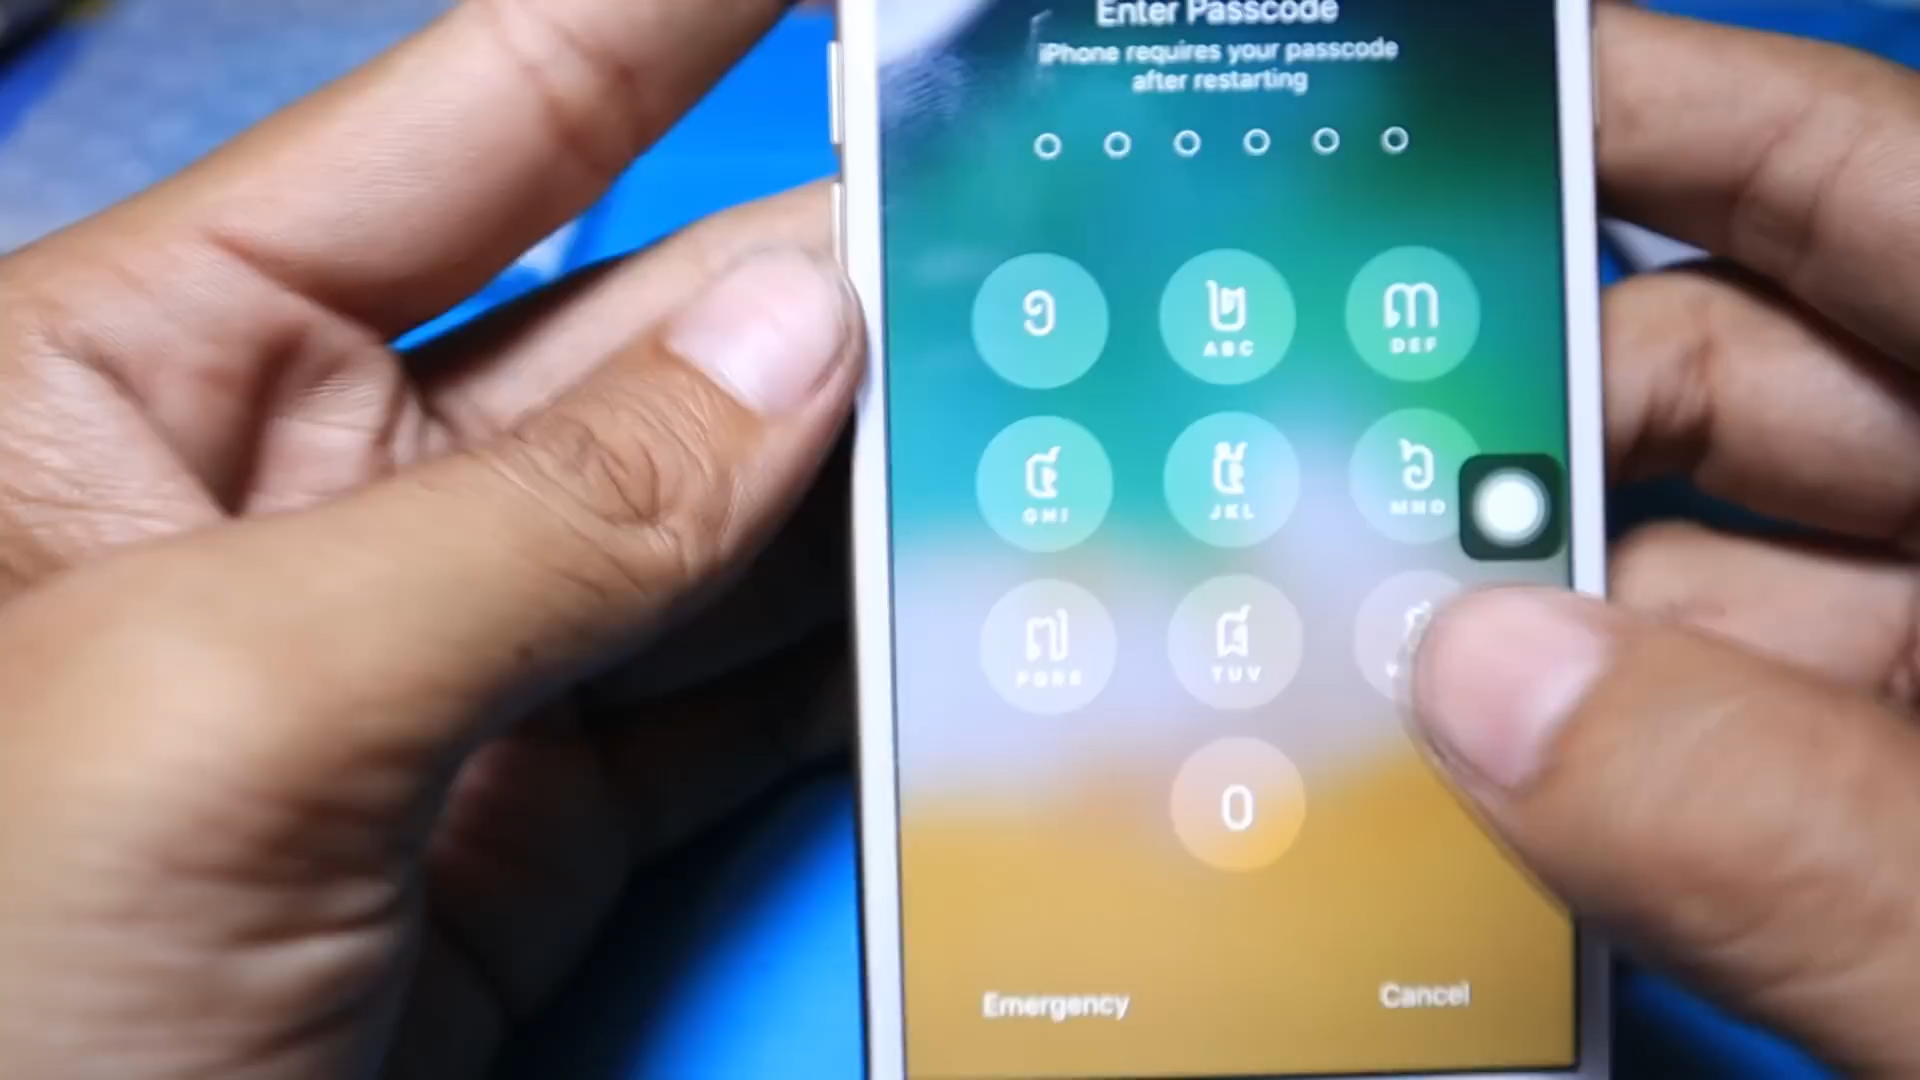 Enter Passcode
iPhone requires your passcode
after restarting
១ ២ ៣
ABC DEF
៤ ៥ ៦
GHI JKL MNO
៧ ៨
PQRS TUV
0
Emergency Cancel